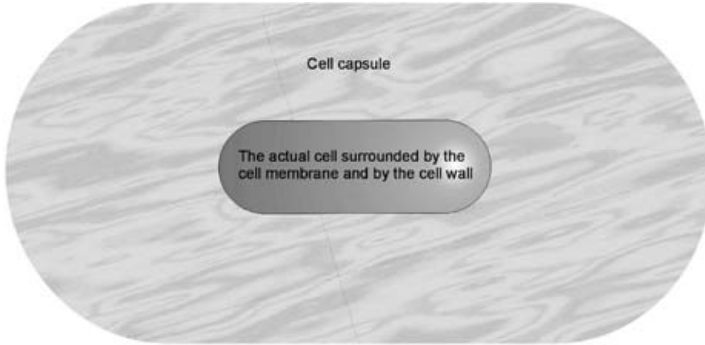 Cell capsule
The actual cell surrounded by the
cell membrane and by the cell wall